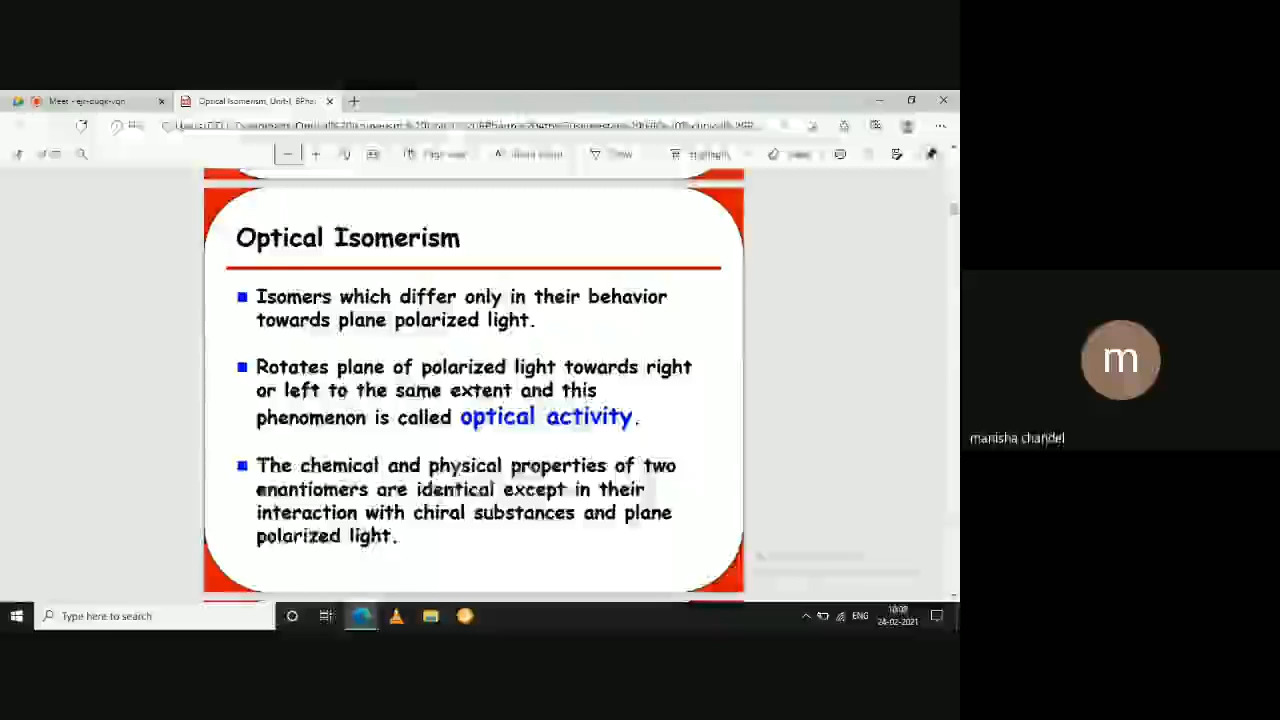 Meet - ejr-ouqx-vqn
Optical Isomerism, Unit-I, BPha
Optical Isomerism
Isomers which differ only in their behavior
towards plane polarized light.
Rotates plane of polarized light towards right
or left to the same extent and this
phenomenon is called optical activity.
The chemical and physical properties of two
enantiomers are identical except in their
interaction with chiral substances and plane
polarized light.
m
manisha chandel
Type here to search
ENG
24-02-2021